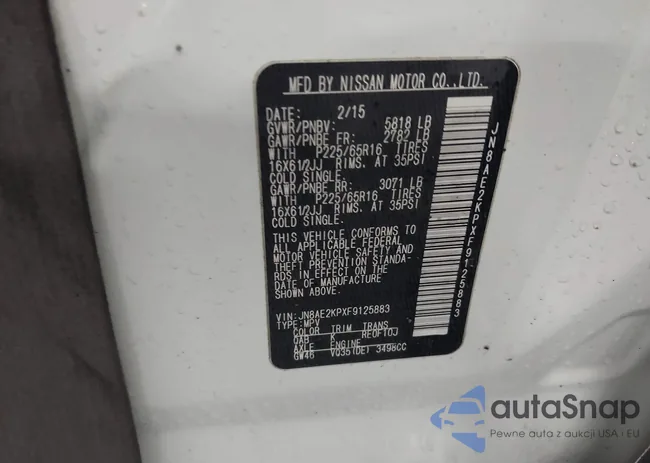 MFD BY NISSAN MOTOR CO.,LTD.
DATE: 2/15
GVWR/PNBV: 5818 LB
GAWR/PNBE FR: 2782 LB
WITH P225/65R16 TIRES
16X61/2JJ RIMS. AT 35PSI
COLD SINGLE.
GAWR/PNBE RR: 3071 LB
WITH P225/65R16 TIRES
16X61/2JJ RIMS. AT 35PSI
COLD SINGLE.
THIS VEHICLE CONFORMS TO
ALL APPLICABLE FEDERAL
MOTOR VEHICLE SAFETY AND
THEFT PREVENTION STANDA-
RDS IN EFFECT ON THE
DATE OF MANUFACTURE
SHOWN ABOVE.
VIN:JN8AE2KPXF9125883
TYPE:MPV
COLOR TRIM TRANS
QAB K RE0F10J
AXLE ENGINE
GW46 VQ35(DE) 3498CC
JN8AE2KPXF9125883
autaSnap
Pewne auta z aukcji USA i EU